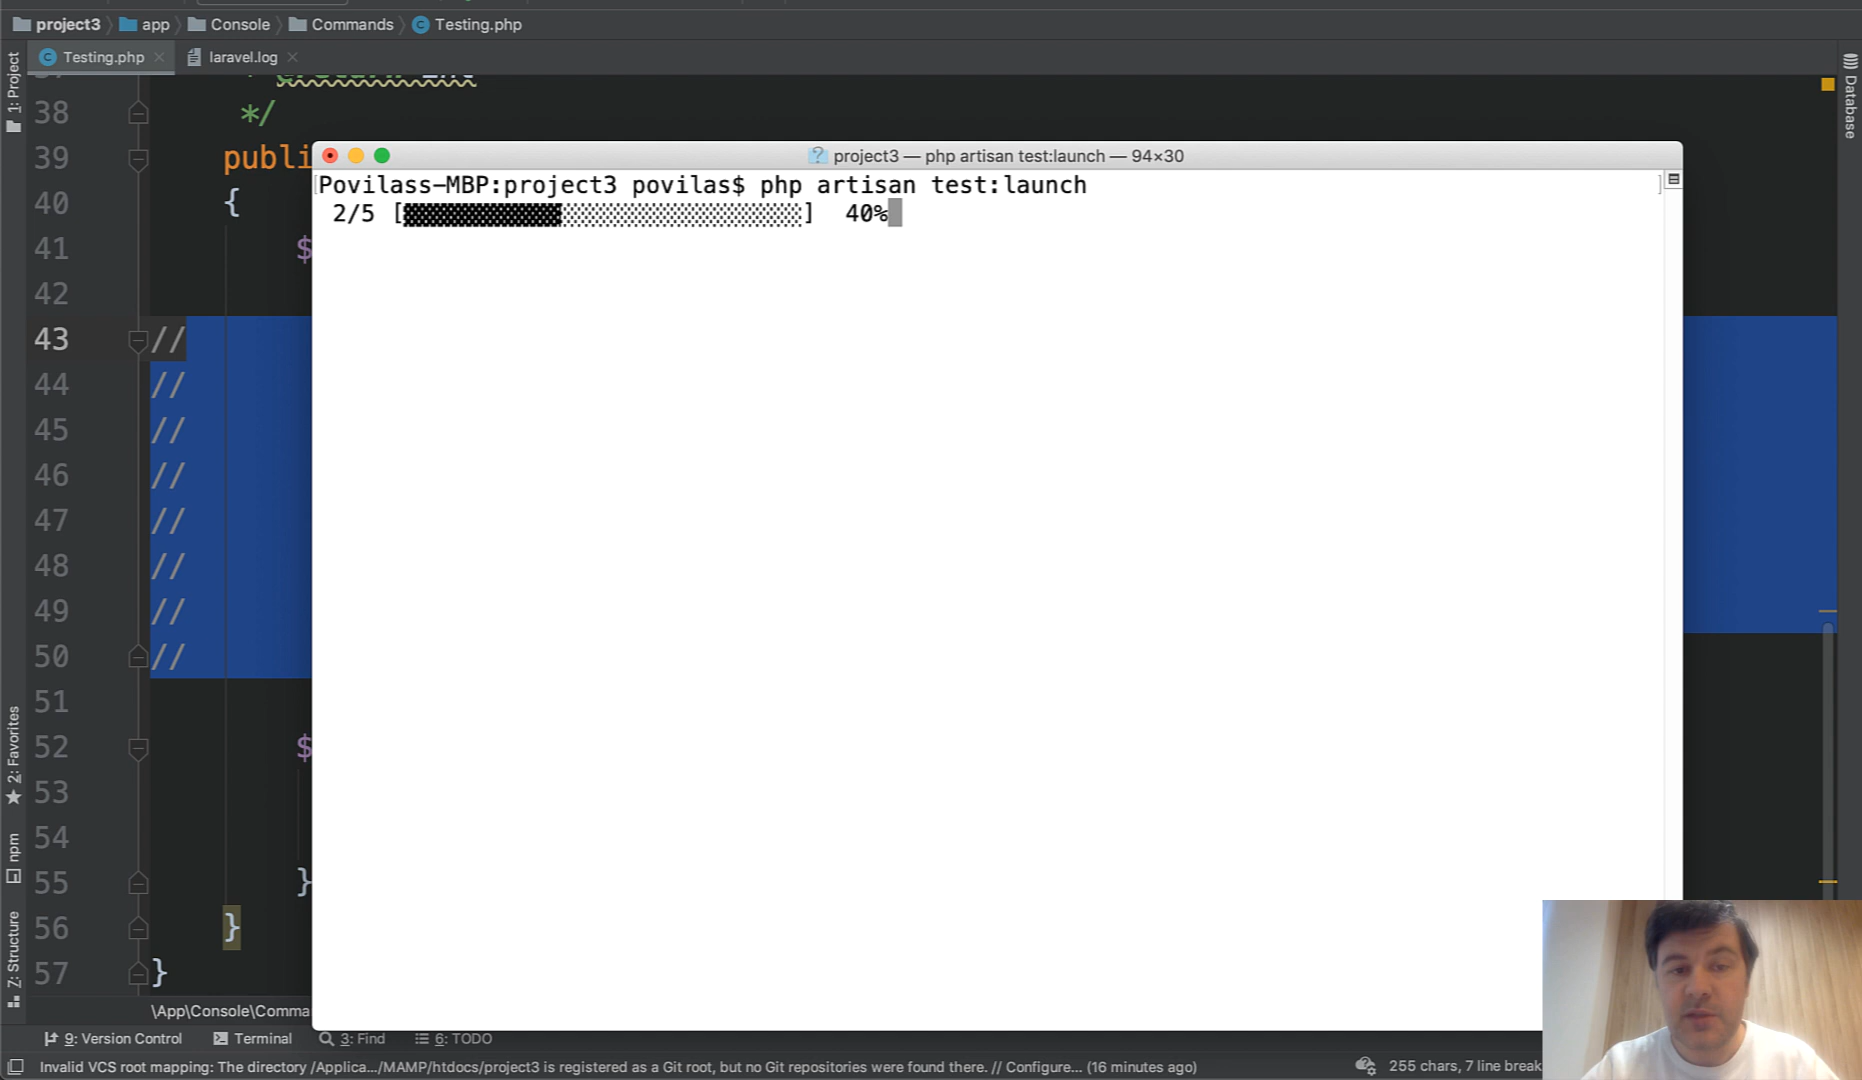 project3 app Console Commands Testing.php
Testing.php laravel.log
1: Project
Database
38 */
39 publi
40 {
41 $
42
43 //
44 //
45 //
46 //
47 //
48 //
49 //
50 //
51
52 $
53
54
55 }
56 }
57 }
project3 — php artisan test:launch — 94×30
Povilass-MBP:project3 povilas$ php artisan test:launch
2/5 [▓▓▓▓▓▓▓▓▓▓▓░░░░░░░░░░░░░░░░░] 40%
2: Favorites
npm
Z: Structure
\App\Console\Comma
9: Version Control Terminal 3: Find 6: TODO
Invalid VCS root mapping: The directory /Applica.../MAMP/htdocs/project3 is registered as a Git root, but no Git repositories were found there. // Configure... (16 minutes ago) 255 chars, 7 line break